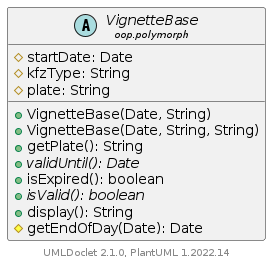 A VignetteBase
oop.polymorph
startDate: Date
kfzType: String
plate: String
VignetteBase(Date, String)
VignetteBase(Date, String, String)
getPlate(): String
validUntil(): Date
isExpired(): boolean
isValid(): boolean
display(): String
getEndOfDay(Date): Date
UMLDoclet 2.1.0, PlantUML 1.2022.14